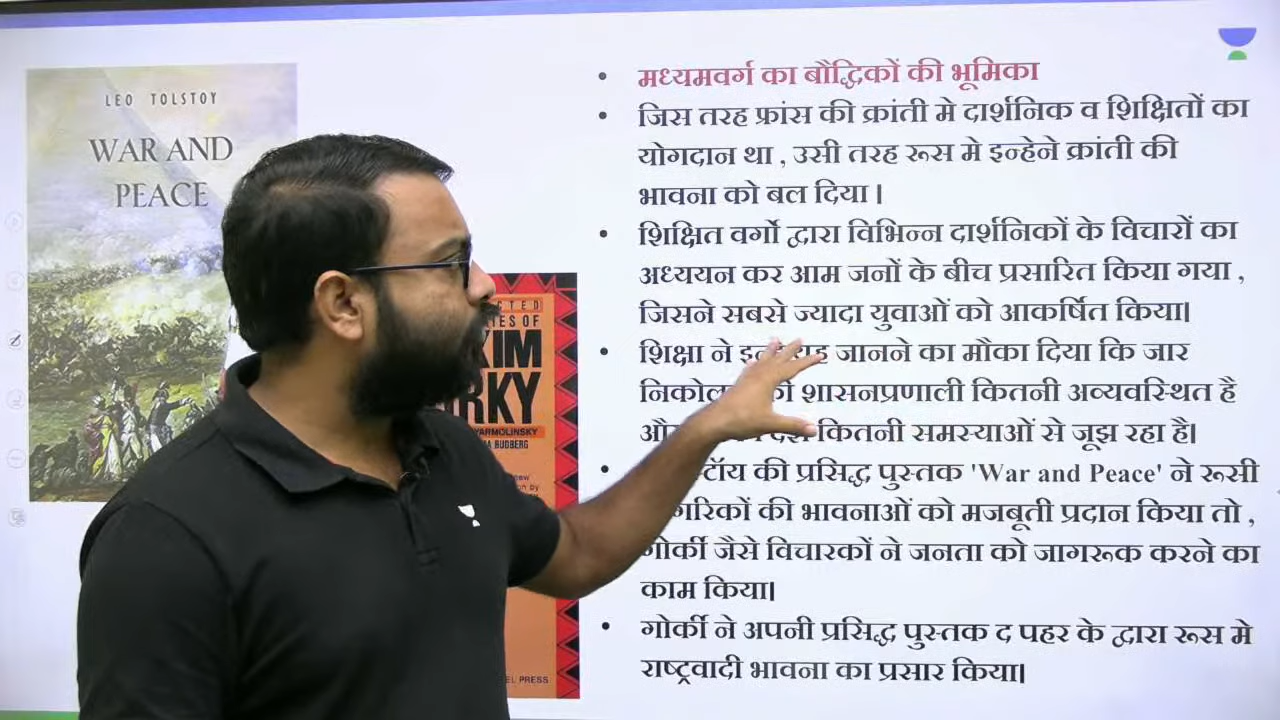 LEO TOLSTOY
WAR AND
PEACE
मध्यमवर्ग का बौद्धिकों की भूमिका
जिस तरह फ्रांस की क्रांती मे दार्शनिक व शिक्षितों का
योगदान था , उसी तरह रूस मे इन्हेने क्रांती की
भावना को बल दिया ।
शिक्षित वर्गो द्वारा विभिन्न दार्शनिकों के विचारों का
अध्ययन कर आम जनों के बीच प्रसारित किया गया ,
जिसने सबसे ज्यादा युवाओं को आकर्षित किया।
शिक्षा ने जानने का मौका दिया कि जार
शासनप्रणाली कितनी अव्यवस्थित है
कितनी समस्याओं से जूझ रहा है।
की प्रसिद्ध पुस्तक 'War and Peace' ने रूसी
की भावनाओं को मजबूती प्रदान किया तो ,
गोर्की जैसे विचारकों ने जनता को जागरूक करने का
काम किया।
गोर्की ने अपनी प्रसिद्ध पुस्तक द पहर के द्वारा रूस मे
राष्ट्रवादी भावना का प्रसार किया।
YARMOLINSKY
BUDBERG
PRESS